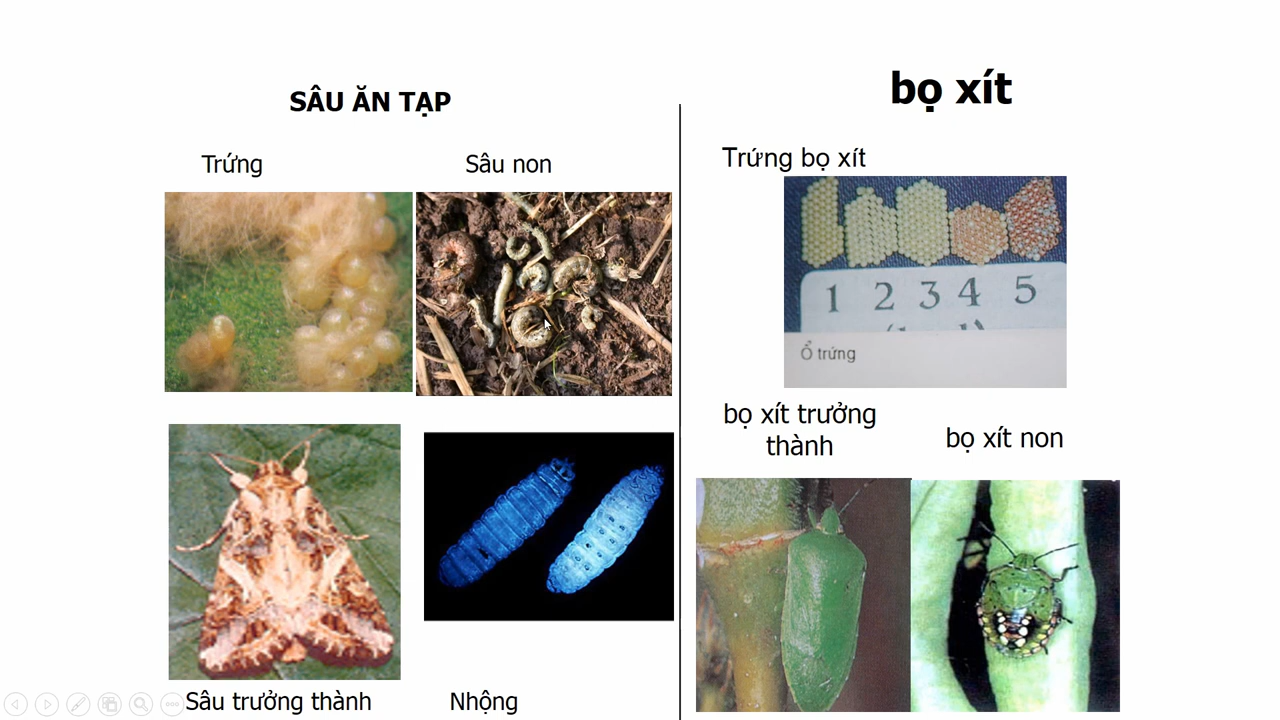 SÂU ĂN TẠP
Trứng
Sâu non
Sâu trưởng thành
Nhộng
bọ xít
Trứng bọ xít
1 2 3 4 5
Ổ trứng
bọ xít trưởng
thành
bọ xít non